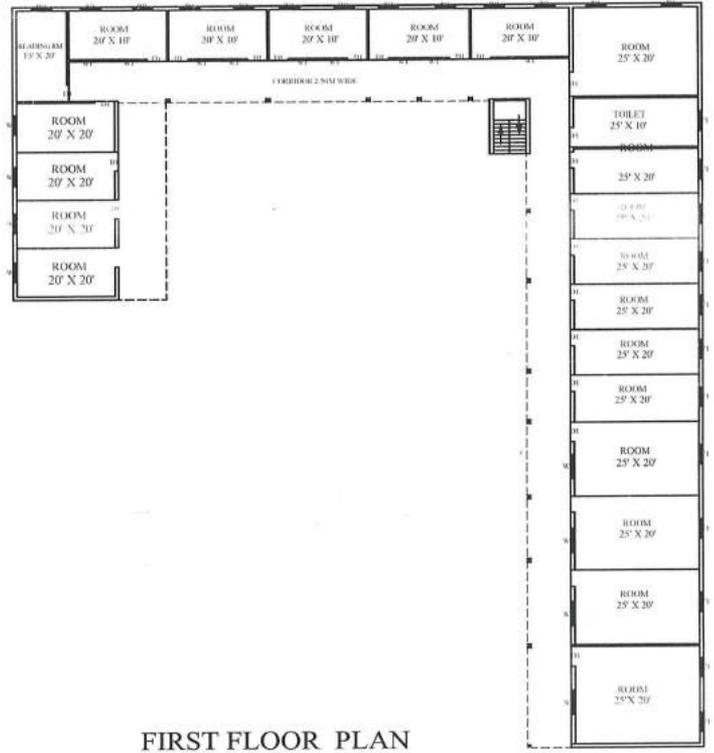 READING RM
15' X 20'
ROOM
20' X 10'
ROOM
20' X 10'
ROOM
20' X 10'
ROOM
20' X 10'
ROOM
20' X 10'
ROOM
25' X 20'
CORRIDOR 2.50M WIDE
TOILET
25' X 10'
ROOM
25' X 20'
ROOM
ROOM
25' X 20'
ROOM
25' X 20'
ROOM
25' X 20'
ROOM
25' X 20'
ROOM
25' X 20'
ROOM
25' X 20'
ROOM
25' X 20'
ROOM
25' X 20'
ROOM
20' X 20'
ROOM
20' X 20'
ROOM
20' X 20'
ROOM
20' X 20'
FIRST FLOOR PLAN